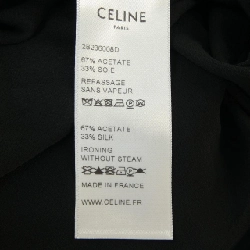 CELINE
PARIS
67% ACETATE
33% SOIE
REPASSAGE
SANS VAPEUR
67% ACETATE
33% SILK
IRONING
WITHOUT STEAM
MADE IN FRANCE
WWW.CELINE.FR